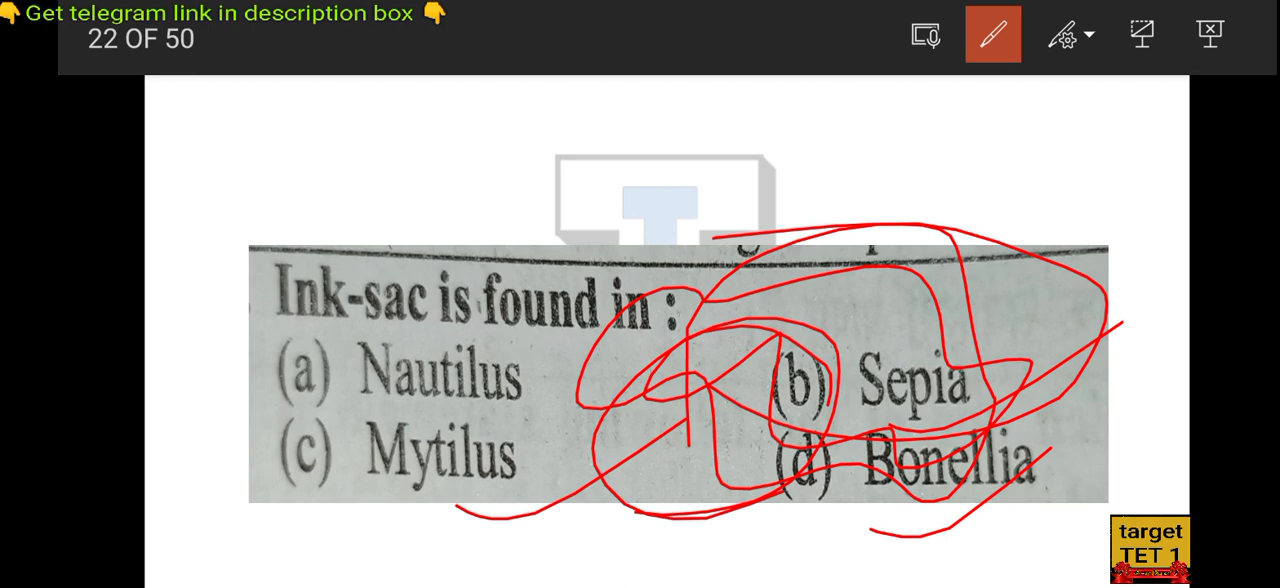 👇 Get telegram link in description box 👇
22 OF 50
T
Ink-sac is found in :
(a) Nautilus (b) Sepia
(c) Mytilus (d) Bonellia
target
TET 1